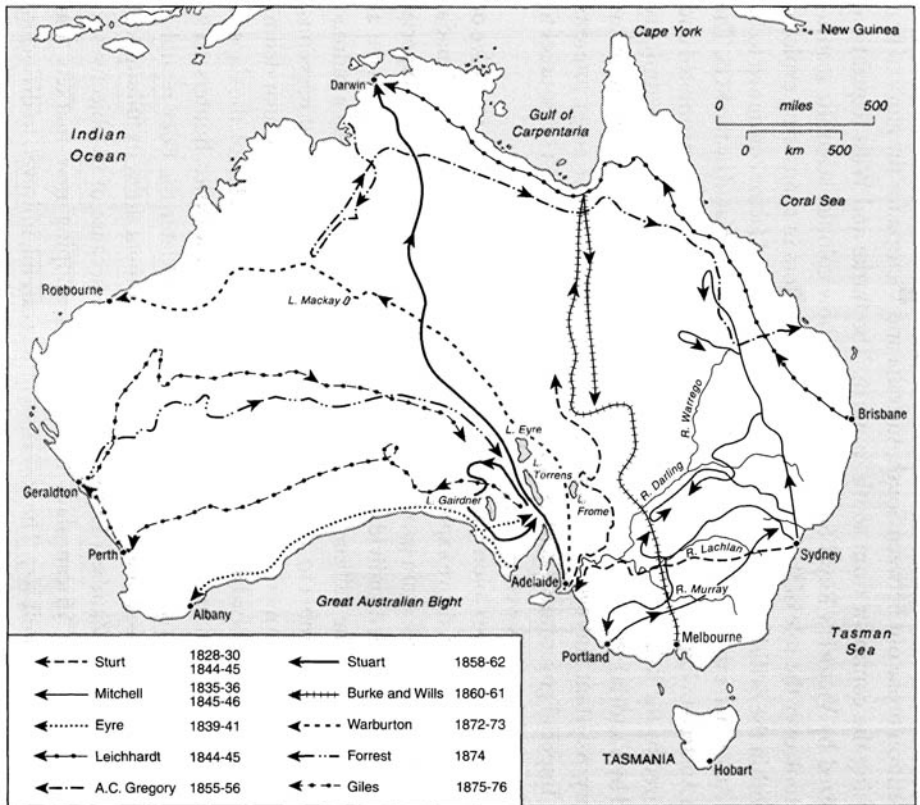 New Guinea
Cape York
Darwin
Gulf of
Carpentaria
0 miles 500
0 km 500
Indian
Ocean
Coral Sea
Roebourne
L. Mackay
R. Warrego
Brisbane
L. Eyre
L.
Torrens
R. Darling
Geraldton
L. Gairdner
L.
Frome
Perth
R. Lachlan
Sydney
Adelaide
R. Murray
Albany
Great Australian Bight
Portland
Melbourne
Tasman
Sea
TASMANIA
Hobart
Sturt 1828-30
1844-45
Mitchell 1835-36
1845-46
Eyre 1839-41
Leichhardt 1844-45
A.C. Gregory 1855-56
Stuart 1858-62
Burke and Wills 1860-61
Warburton 1872-73
Forrest 1874
Giles 1875-76